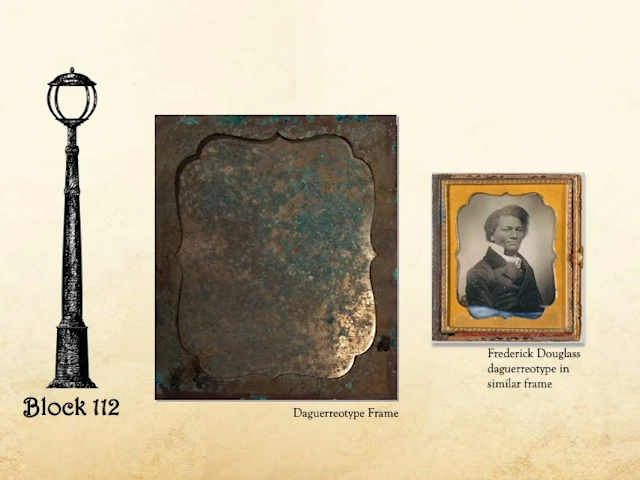 Block 112
Daguerreotype Frame
Frederick Douglass
daguerreotype in
similar frame